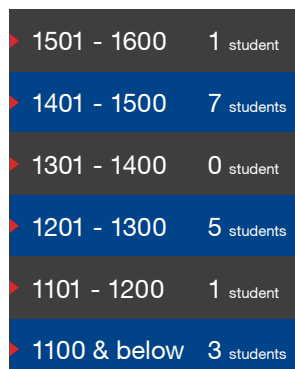 1501 - 1600 1 student
1401 - 1500 7 students
1301 - 1400 0 student
1201 - 1300 5 students
1101 - 1200 1 student
1100 & below 3 students